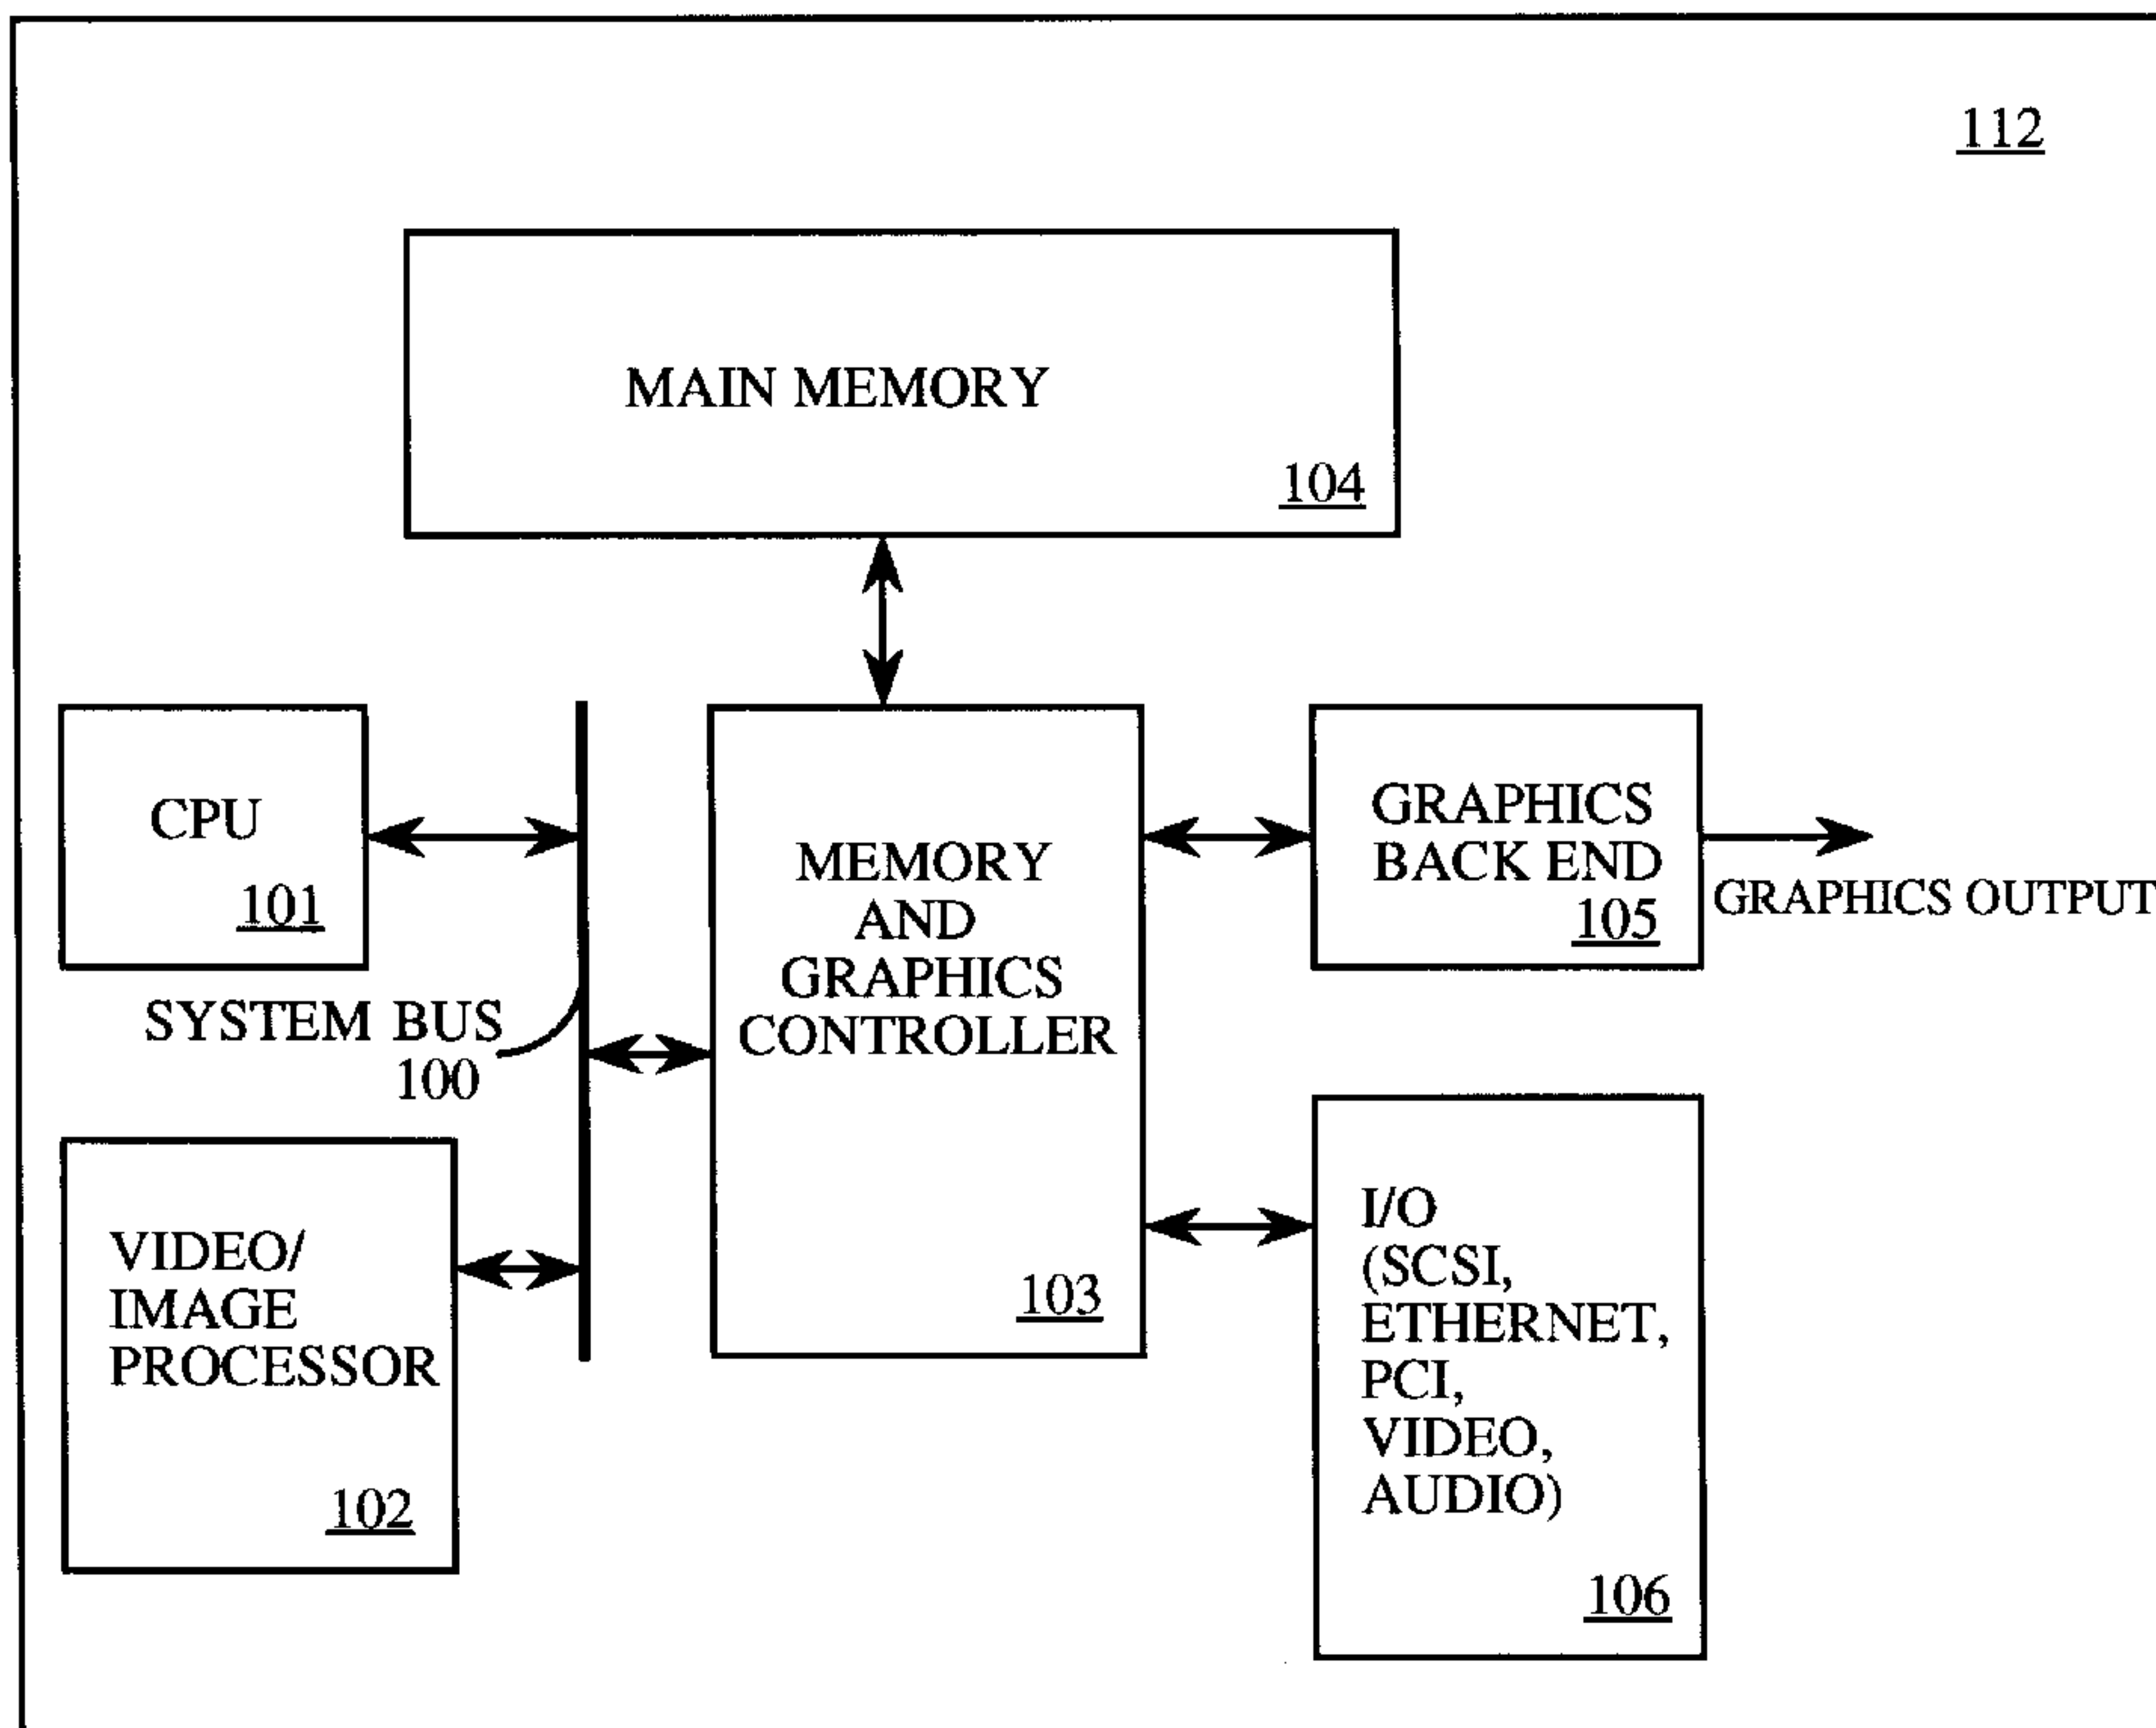 112
MAIN MEMORY
104
CPU
101
SYSTEM BUS
100
MEMORY
AND
GRAPHICS
CONTROLLER
103
GRAPHICS
BACK END
105
GRAPHICS OUTPUT
VIDEO/
IMAGE
PROCESSOR
102
I/O
(SCSI,
ETHERNET,
PCI,
VIDEO,
AUDIO)
106